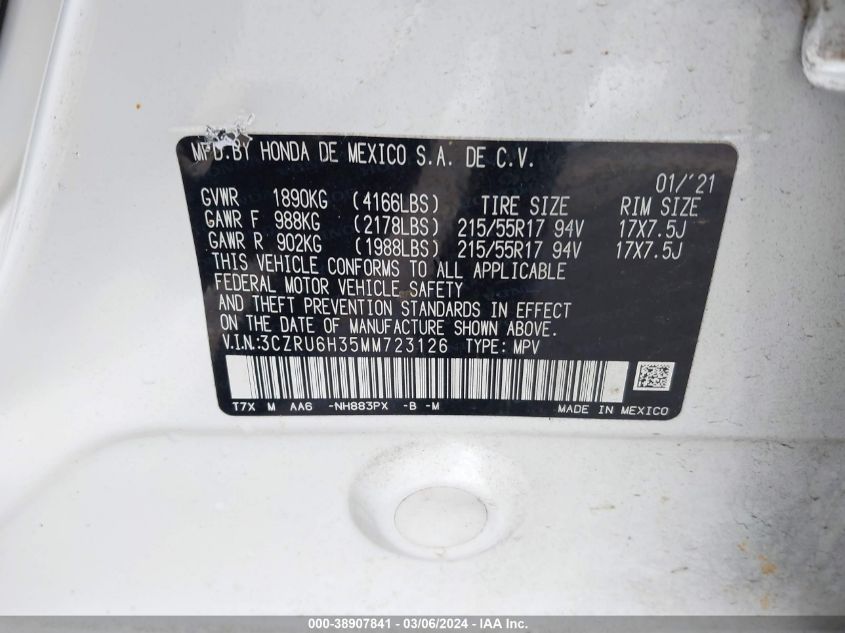 MFD.BY HONDA DE MEXICO S.A. DE C.V.
01/'21
GVWR 1890KG (4166LBS) TIRE SIZE RIM SIZE
GAWR F 988KG (2178LBS) 215/55R17 94V 17X7.5J
GAWR R 902KG (1988LBS) 215/55R17 94V 17X7.5J
THIS VEHICLE CONFORMS TO ALL APPLICABLE
FEDERAL MOTOR VEHICLE SAFETY
AND THEFT PREVENTION STANDARDS IN EFFECT
ON THE DATE OF MANUFACTURE SHOWN ABOVE.
V.I.N:3CZRU6H35MM723126 TYPE: MPV
T7X M AA6 -NH883PX -B -M MADE IN MEXICO
000-38907841 - 03/06/2024 - IAA Inc.